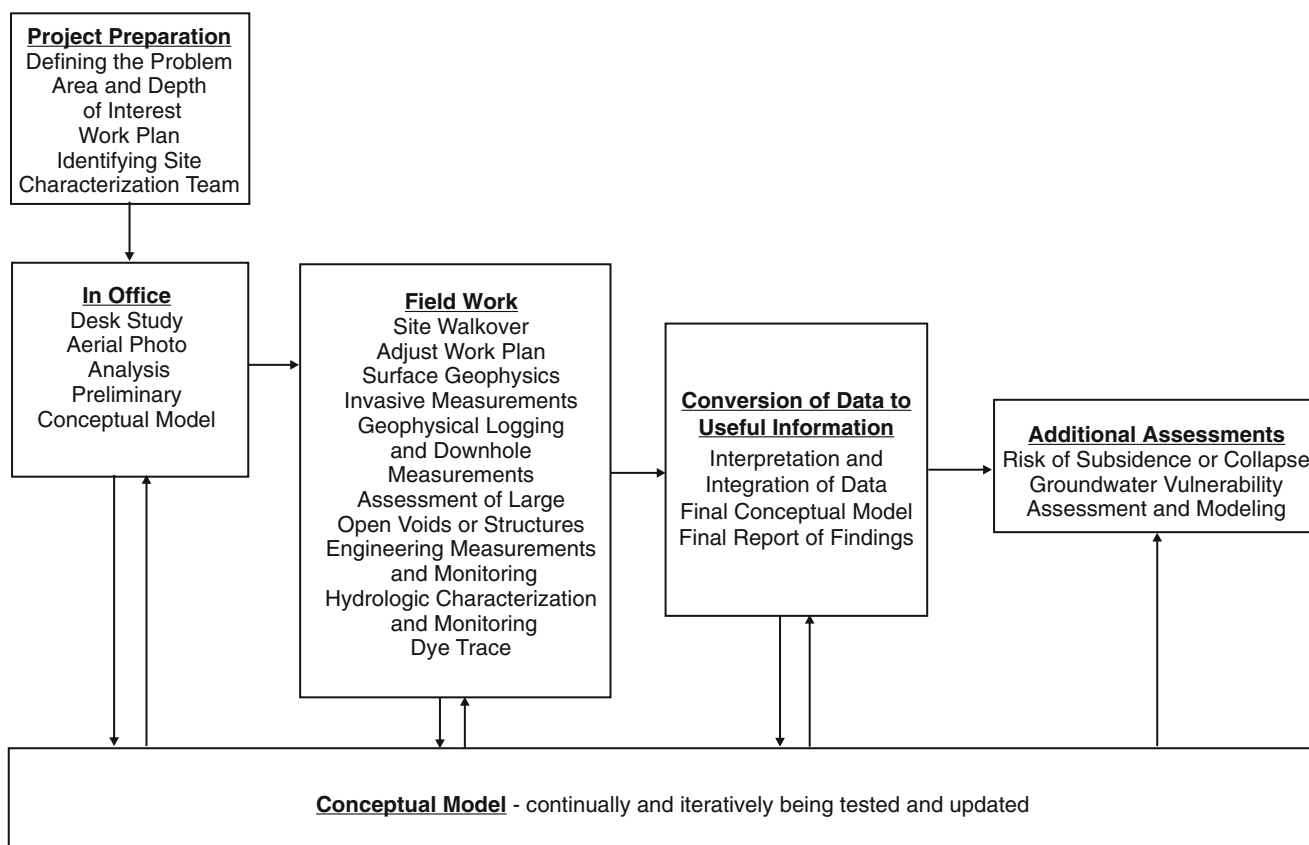 Project Preparation
Defining the Problem
Area and Depth
of Interest
Work Plan
Identifying Site
Characterization Team
In Office
Desk Study
Aerial Photo
Analysis
Preliminary
Conceptual Model
Field Work
Site Walkover
Adjust Work Plan
Surface Geophysics
Invasive Measurements
Geophysical Logging
and Downhole
Measurements
Assessment of Large
Open Voids or Structures
Engineering Measurements
and Monitoring
Hydrologic Characterization
and Monitoring
Dye Trace
Conversion of Data to
Useful Information
Interpretation and
Integration of Data
Final Conceptual Model
Final Report of Findings
Additional Assessments
Risk of Subsidence or Collapse
Groundwater Vulnerability
Assessment and Modeling
Conceptual Model - continually and iteratively being tested and updated